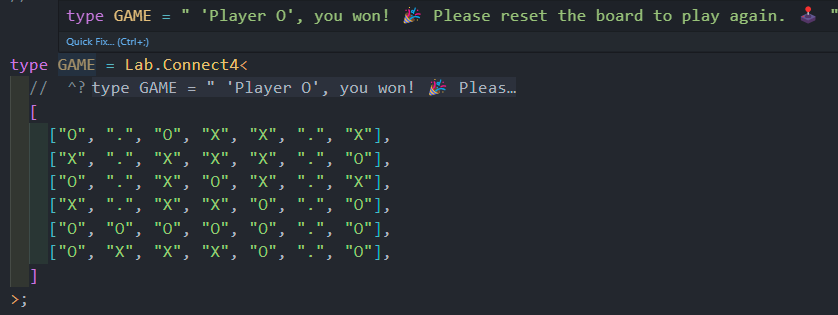 type GAME = " 'Player O', you won! 🎉 Please reset the board to play again. 🕹️ "
Quick Fix... (Ctrl+;)
type GAME = Lab.Connect4<
// ^? type GAME = " 'Player O', you won! 🎉 Pleas…
[
["O", ".", "O", "X", "X", ".", "X"],
["X", ".", "X", "X", "X", ".", "O"],
["O", ".", "X", "O", "X", ".", "X"],
["X", ".", "X", "X", "O", ".", "O"],
["O", "O", "O", "O", "O", ".", "O"],
["O", "X", "X", "X", "O", ".", "O"],
]
>;